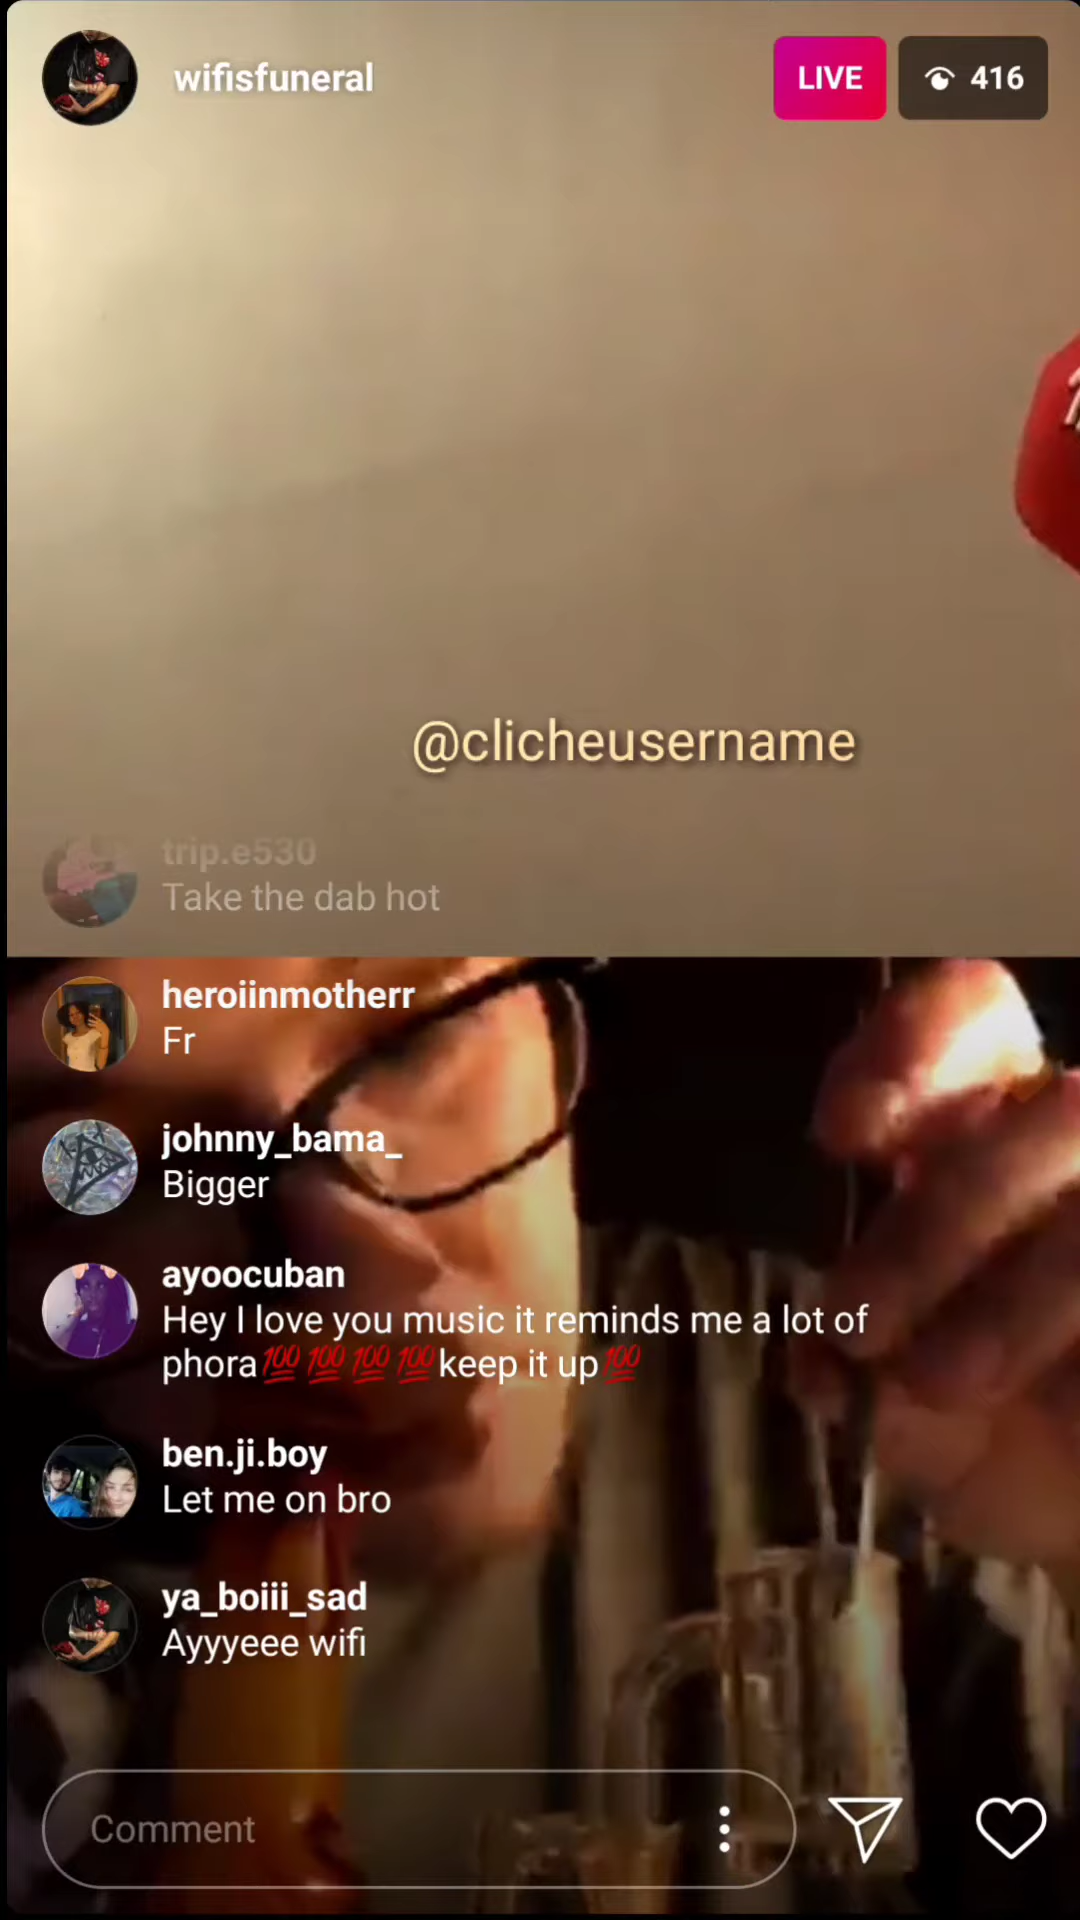 wifisfuneral
LIVE
416
@clicheusername
trip.e530
Take the dab hot
heroiinmotherr
Fr
johnny_bama_
Bigger
ayoocuban
Hey I love you music it reminds me a lot of
phora💯💯💯💯keep it up💯
ben.ji.boy
Let me on bro
ya_boiii_sad
Ayyyeee wifi
Comment